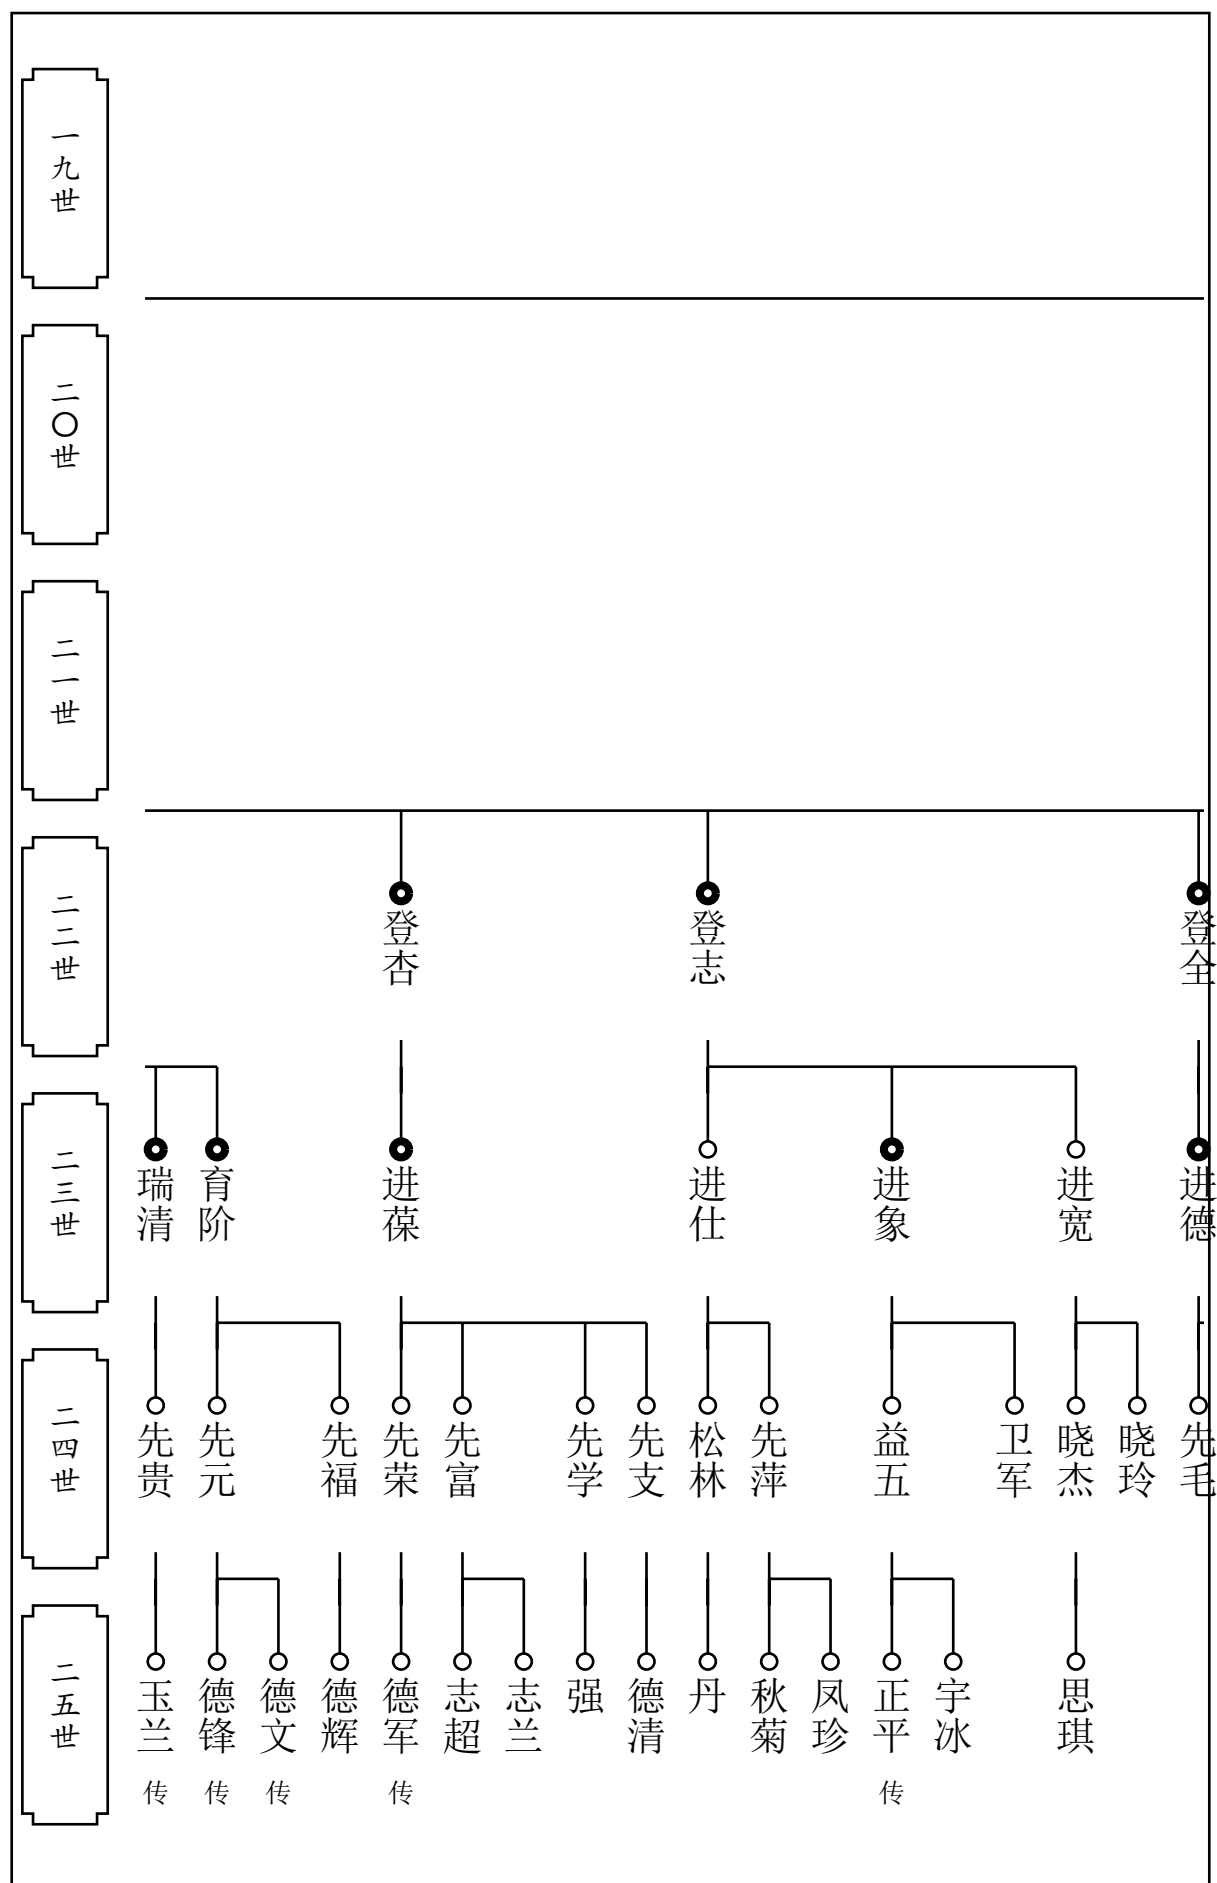 一九世
二〇世
二一世
二二世
登杏
登志
登全
二三世
瑞清
育阶
进葆
进仕
进象
进宽
进德
二四世
先贵
先元
先福
先荣
先富
先学
先支
松林
先萍
益五
卫军
晓杰
晓玲
先毛
二五世
玉兰
传
德锋
传
德文
传
德辉
德军
传
志超
志兰
强
德清
丹
秋菊
凤珍
正平
传
宇冰
思琪